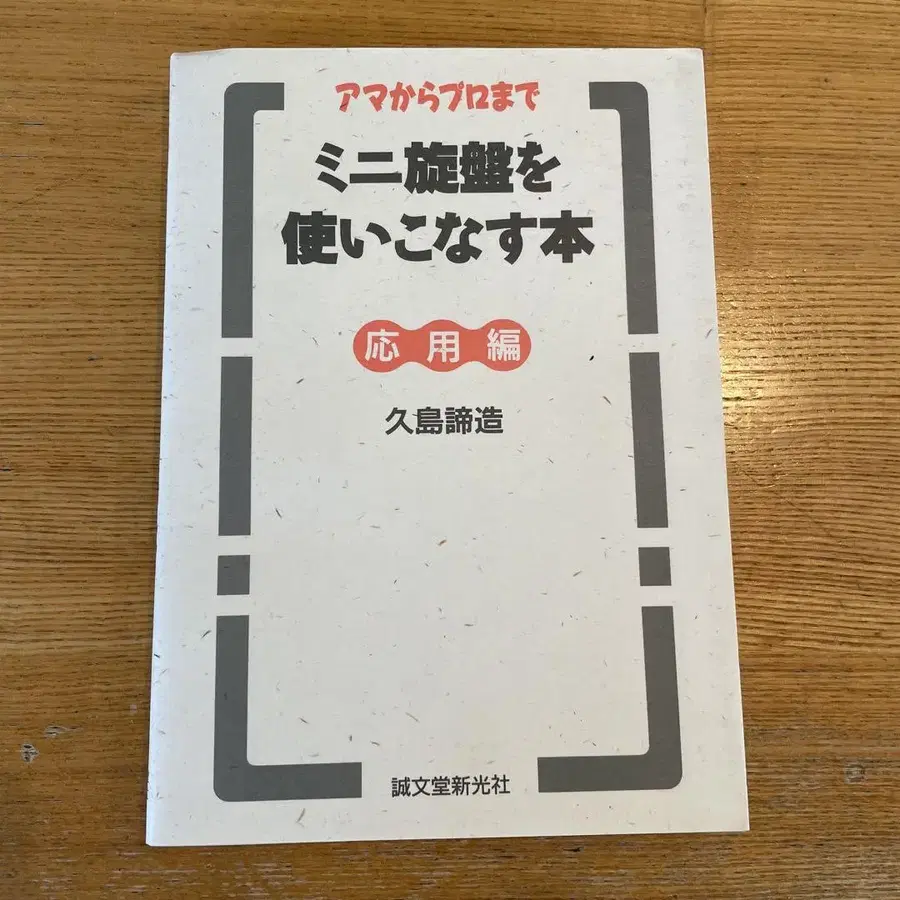 アマからプロまで
ミニ旋盤を
使いこなす本
応用編
久島諦造
誠文堂新光社